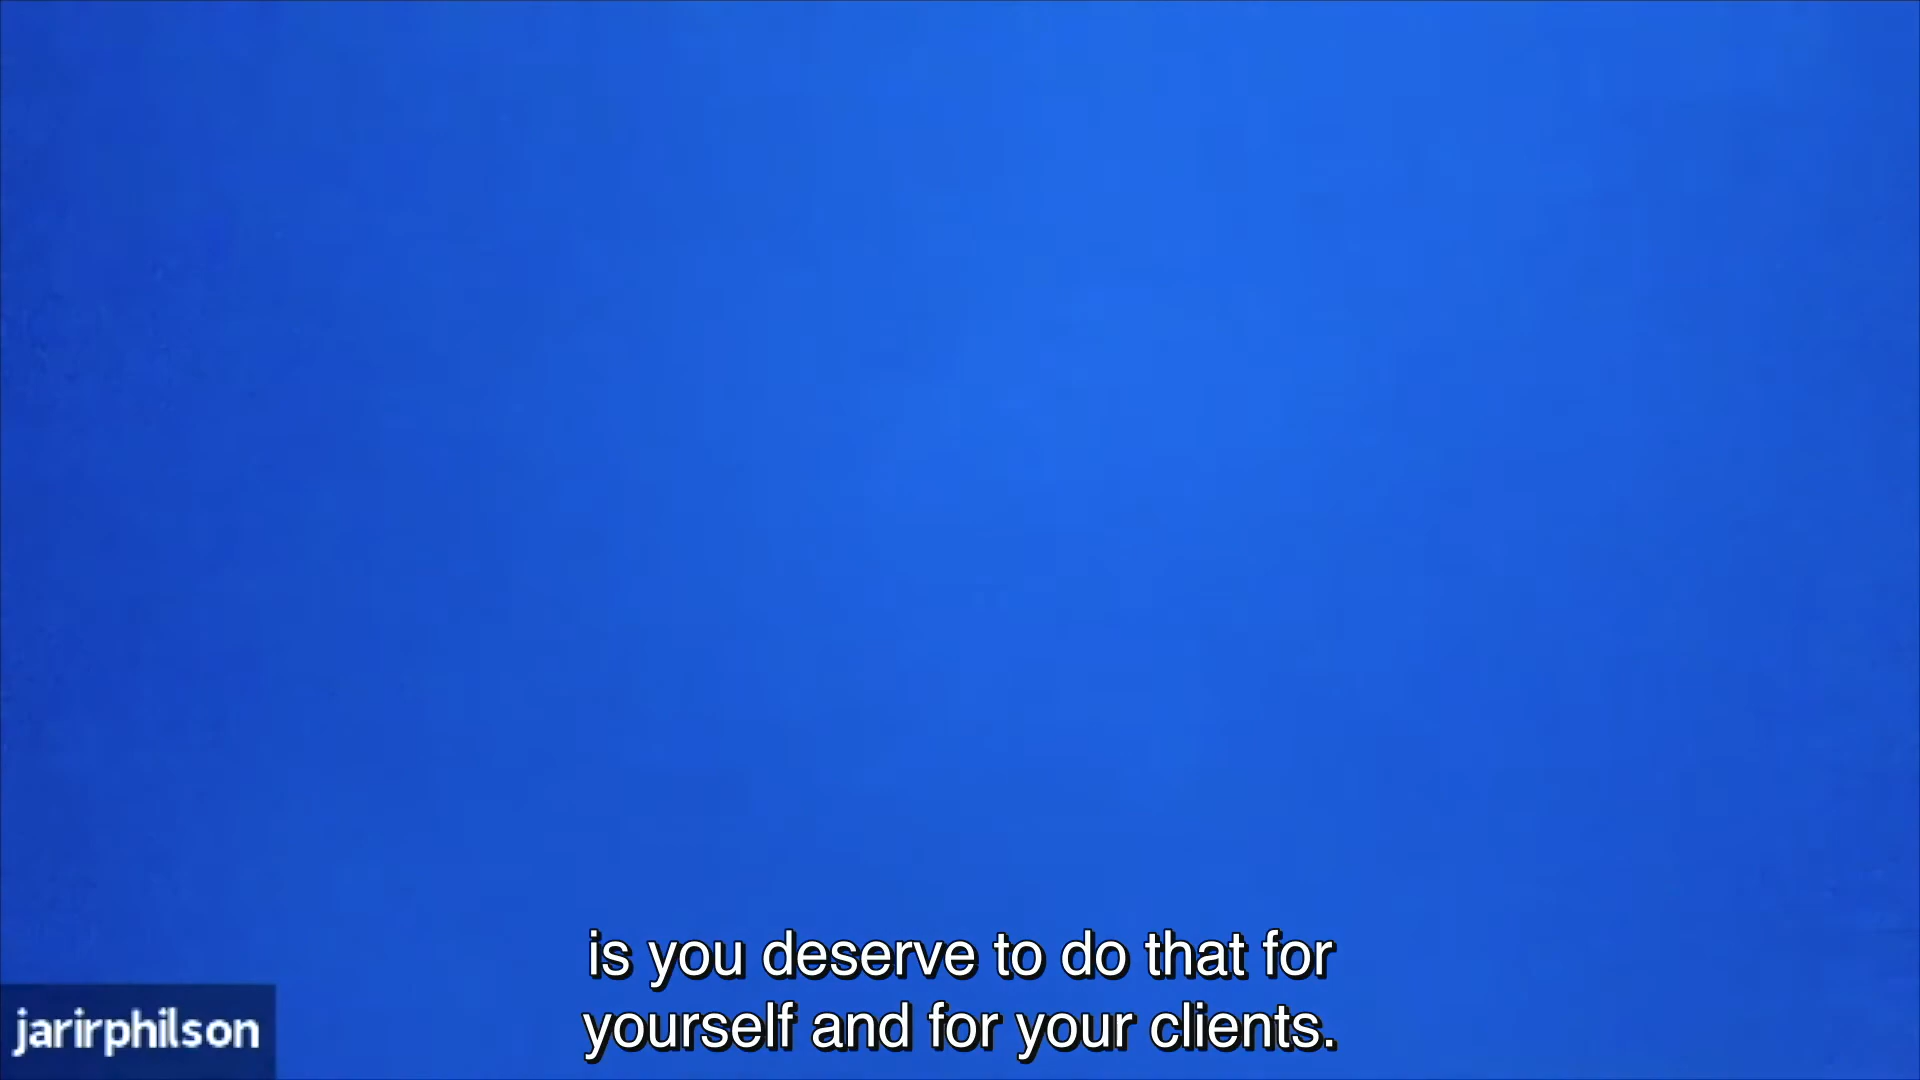 is you deserve to do that for
yourself and for your clients.
jarirphilson